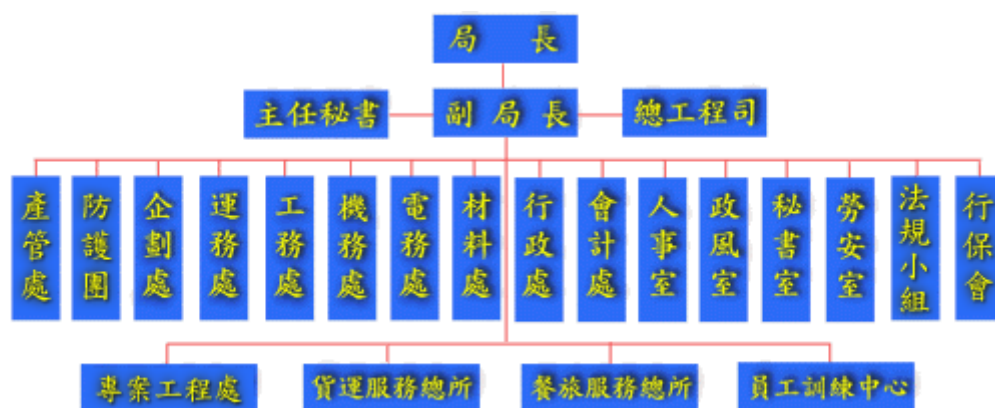 局 長
主任秘書
副局長
總工程司
產管處
防護團
企劃處
運務處
工務處
機務處
電務處
材料處
行政處
會計處
人事室
政風室
秘書室
勞安室
法規小組
行保會
專案工程處
貨運服務總所
餐旅服務總所
員工訓練中心